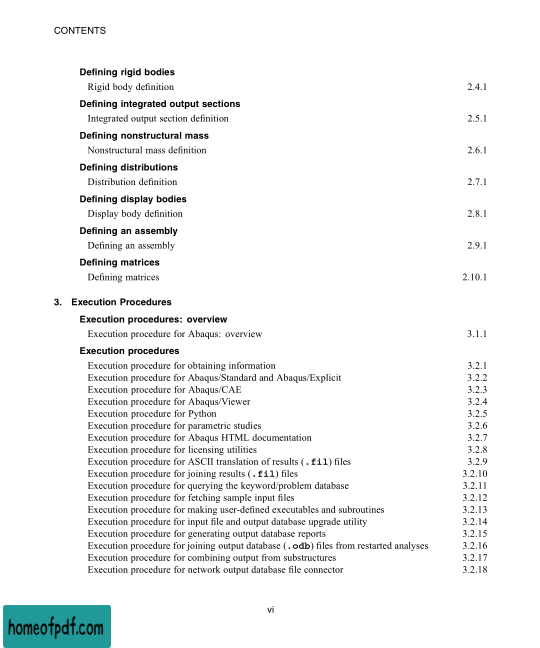 CONTENTS
Defining rigid bodies
Rigid body definition 2.4.1
Defining integrated output sections
Integrated output section definition 2.5.1
Defining nonstructural mass
Nonstructural mass definition 2.6.1
Defining distributions
Distribution definition 2.7.1
Defining display bodies
Display body definition 2.8.1
Defining an assembly
Defining an assembly 2.9.1
Defining matrices
Defining matrices 2.10.1
3. Execution Procedures
Execution procedures: overview
Execution procedure for Abaqus: overview 3.1.1
Execution procedures
Execution procedure for obtaining information 3.2.1
Execution procedure for Abaqus/Standard and Abaqus/Explicit 3.2.2
Execution procedure for Abaqus/CAE 3.2.3
Execution procedure for Abaqus/Viewer 3.2.4
Execution procedure for Python 3.2.5
Execution procedure for parametric studies 3.2.6
Execution procedure for Abaqus HTML documentation 3.2.7
Execution procedure for licensing utilities 3.2.8
Execution procedure for ASCII translation of results (.fil) files 3.2.9
Execution procedure for joining results (.fil) files 3.2.10
Execution procedure for querying the keyword/problem database 3.2.11
Execution procedure for fetching sample input files 3.2.12
Execution procedure for making user-defined executables and subroutines 3.2.13
Execution procedure for input file and output database upgrade utility 3.2.14
Execution procedure for generating output database reports 3.2.15
Execution procedure for joining output database (.odb) files from restarted analyses 3.2.16
Execution procedure for combining output from substructures 3.2.17
Execution procedure for network output database file connector 3.2.18
vi
homeofpdf.com